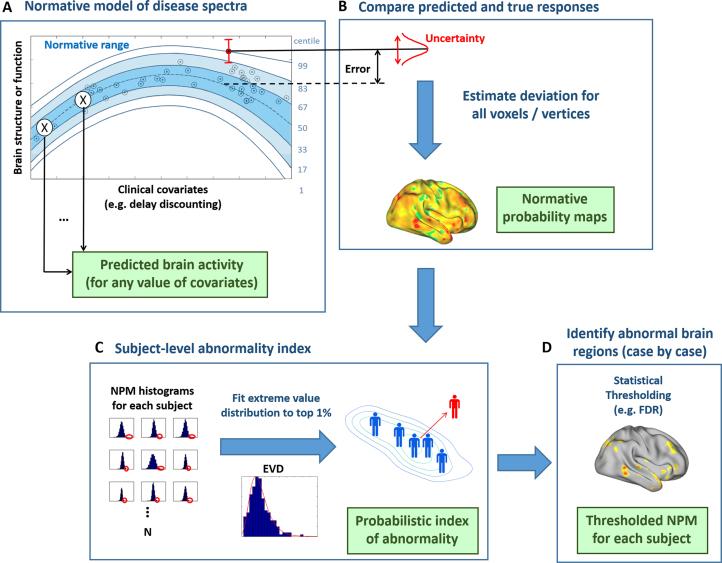 A Normative model of disease spectra
Normative range
centile
99
83
67
50
33
17
1
Brain structure or function
X
X
Clinical covariates
(e.g. delay discounting)
...
Predicted brain activity
(for any value of covariates)
B Compare predicted and true responses
Uncertainty
Error
Estimate deviation for
all voxels / vertices
Normative
probability maps
C Subject-level abnormality index
NPM histograms
for each subject
N
Fit extreme value
distribution to top 1%
EVD
Probabilistic index
of abnormality
Identify abnormal brain
D regions (case by case)
Statistical
Thresholding
(e.g. FDR)
Thresholded NPM
for each subject